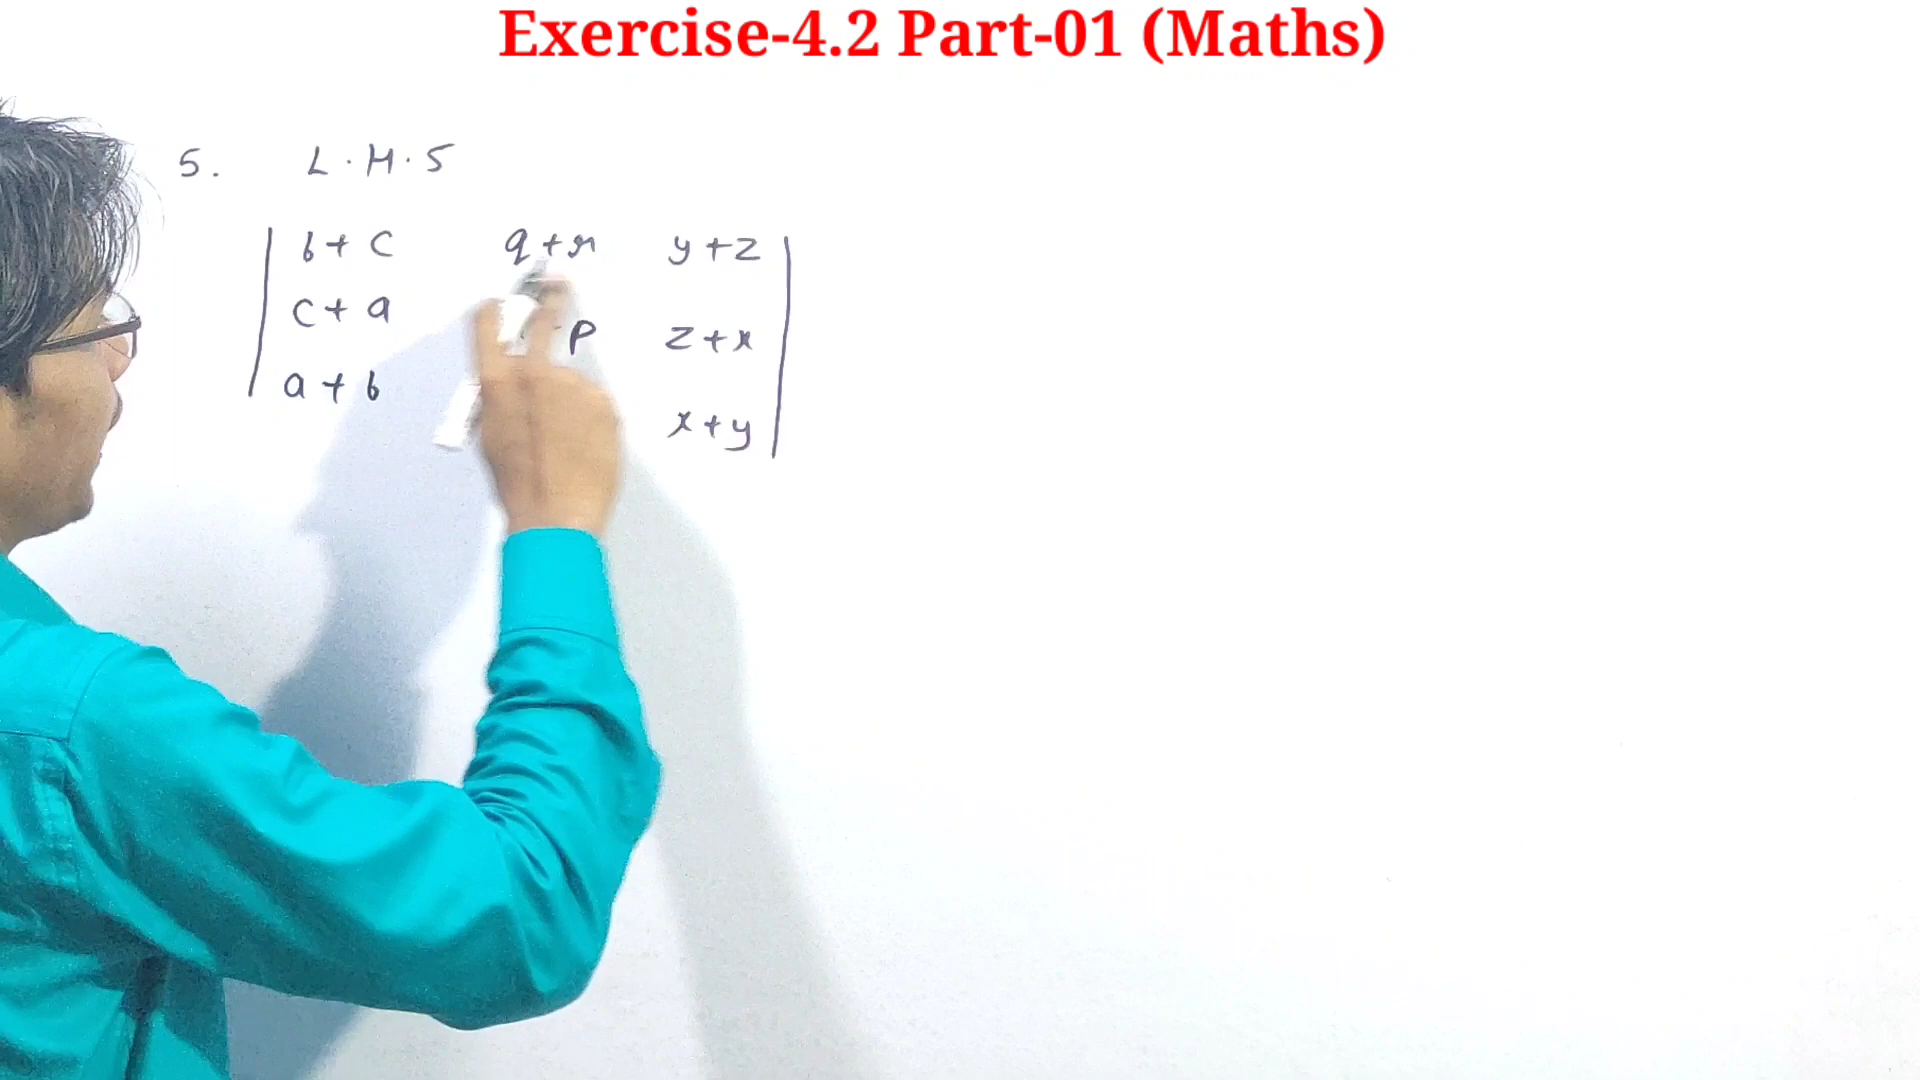 Exercise-4.2 Part-01 (Maths)
5. L.H.S
b+c q+r y+z
c+a p z+x
a+b x+y